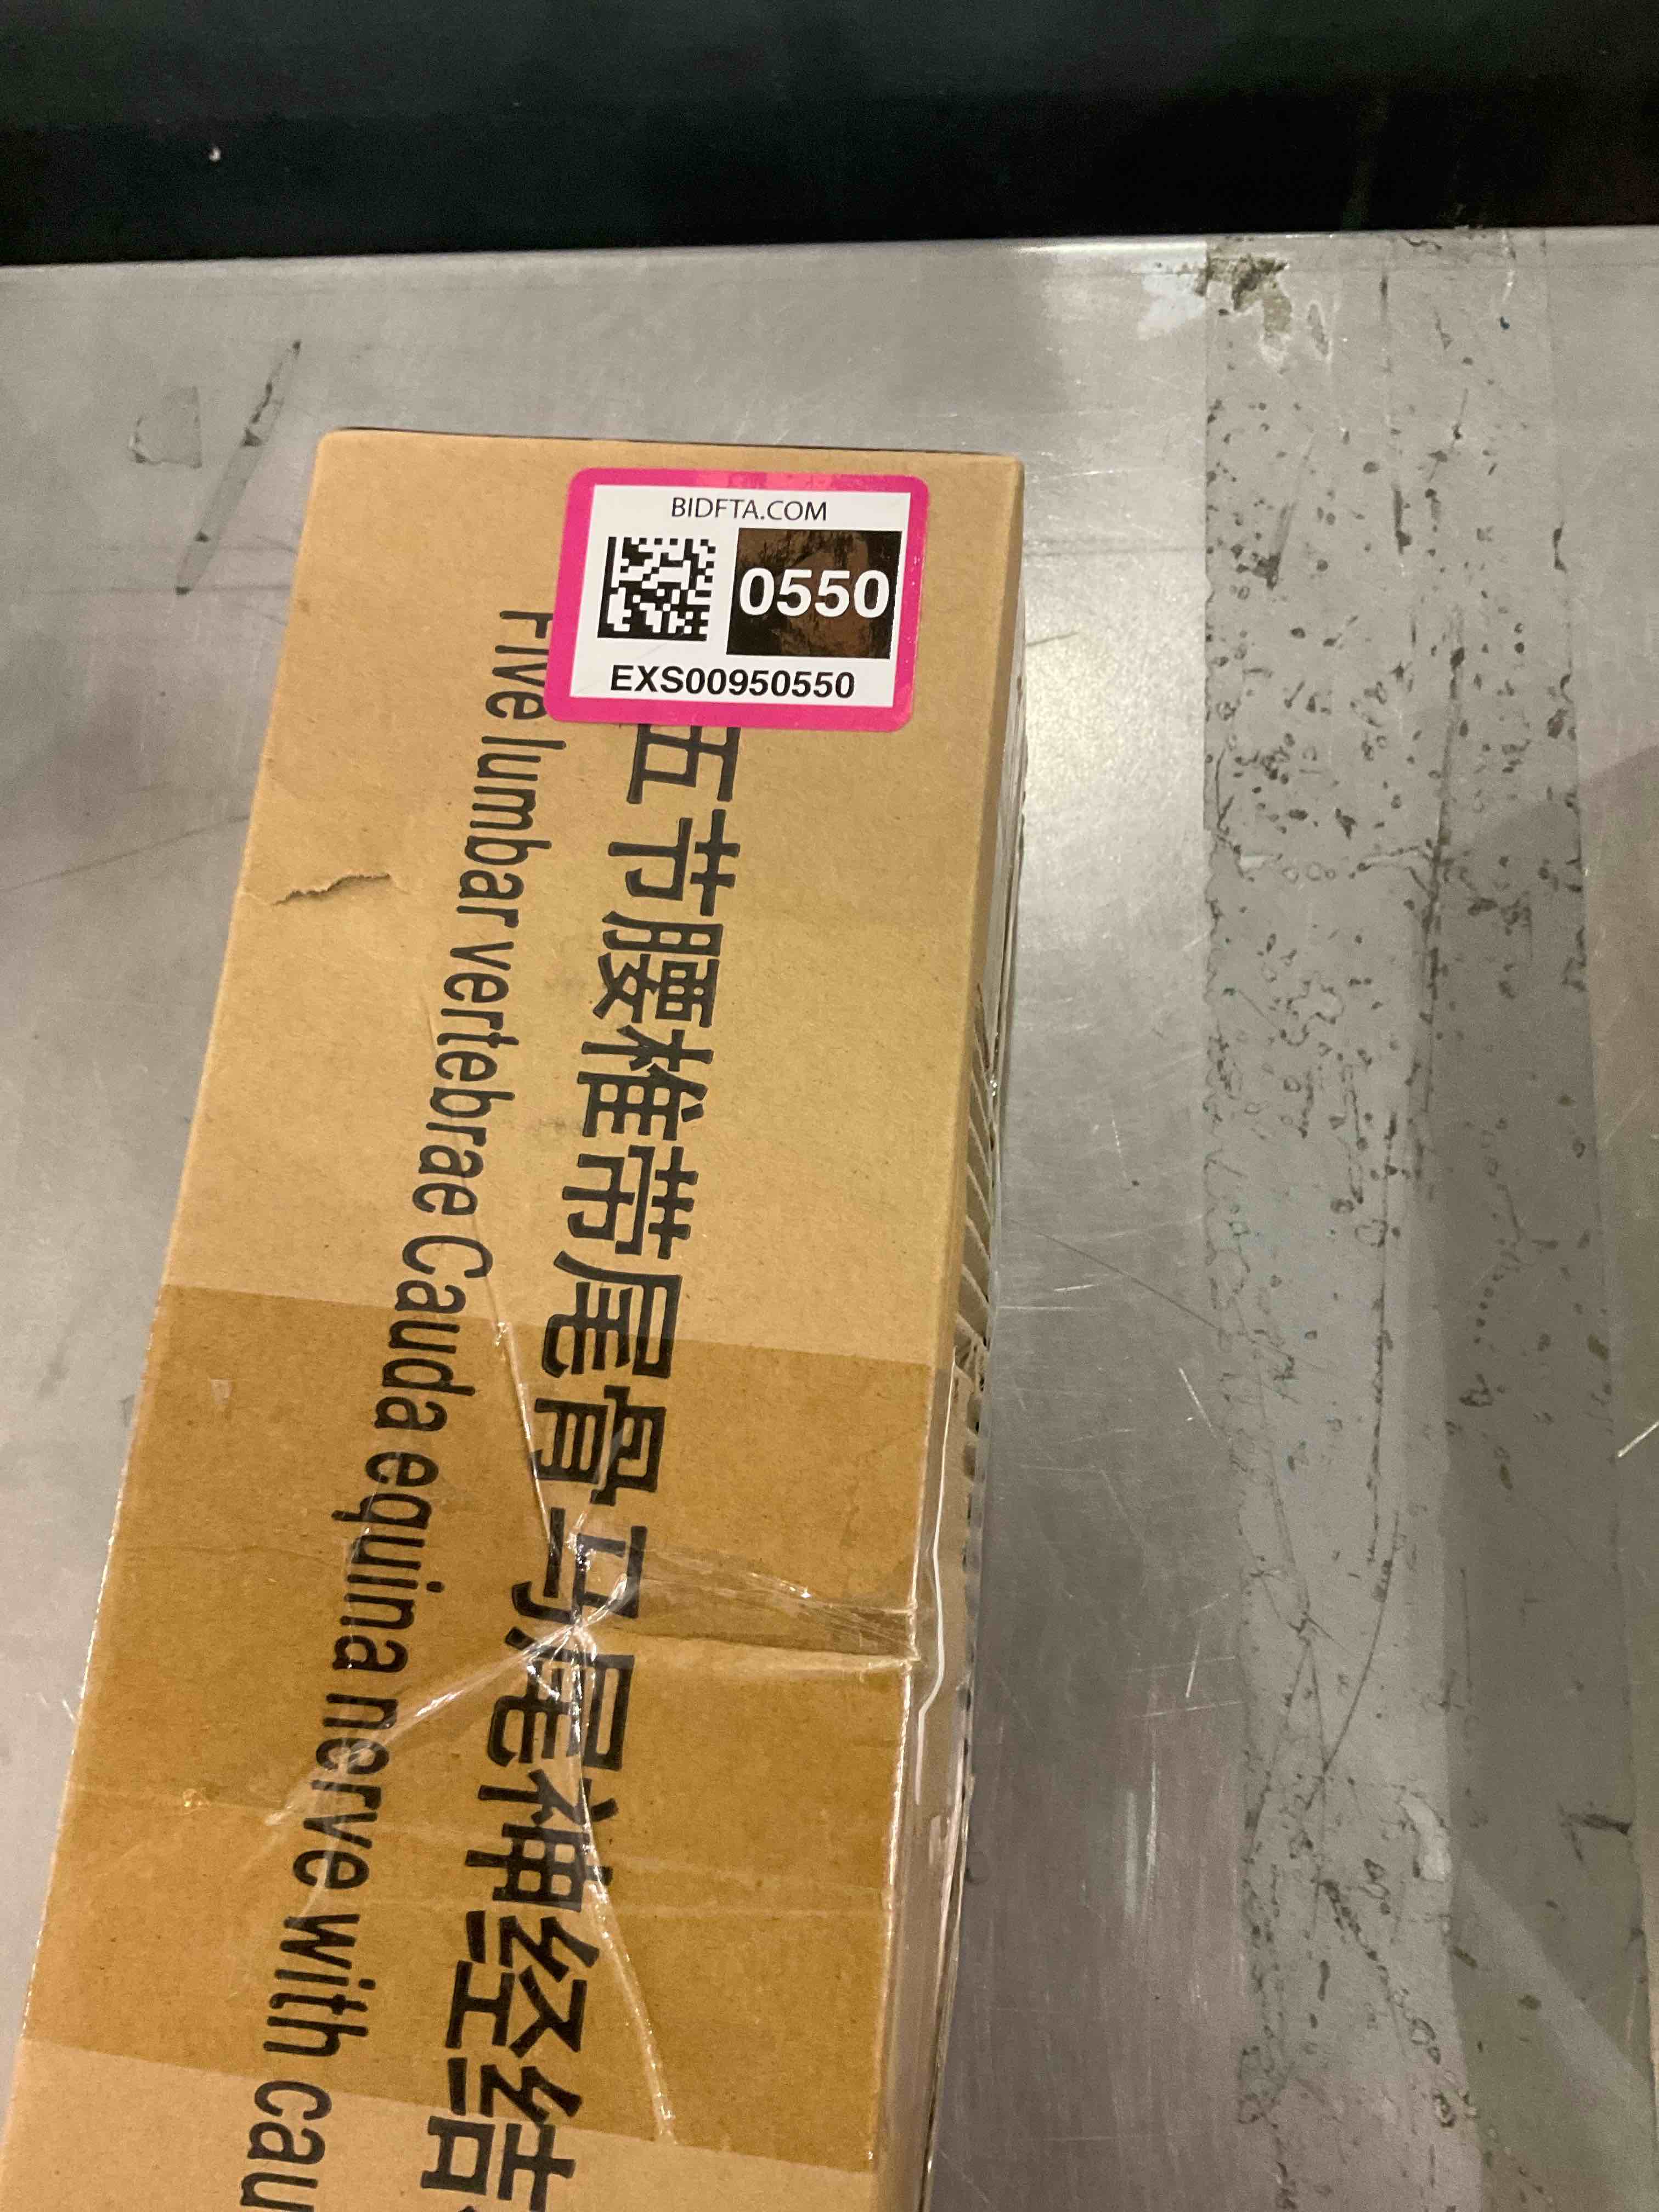 BIDFTA.COM
0550
EXS00950550
五节腰椎带尾骨马尾神经结
Five lumbar vertebrae Cauda equina nerve with cau